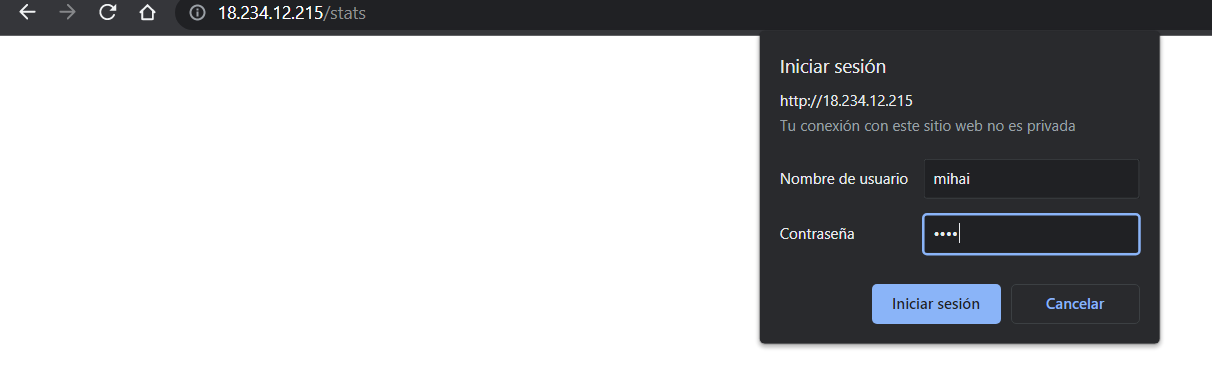 18.234.12.215/stats
Iniciar sesión
http://18.234.12.215
Tu conexión con este sitio web no es privada
Nombre de usuario mihai
Contraseña ••••
Iniciar sesión Cancelar